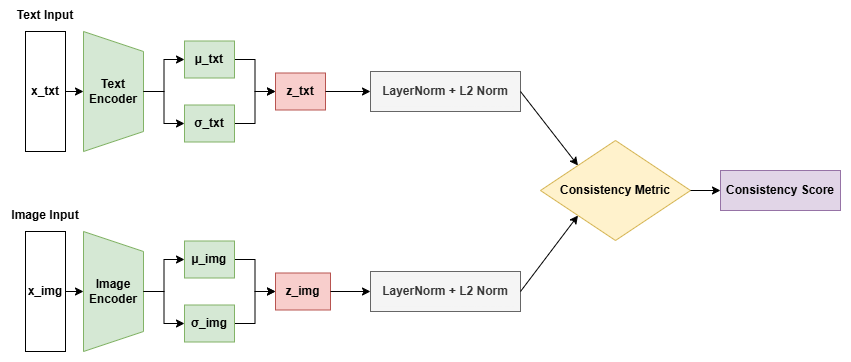 Text Input
x_txt
Text
Encoder
μ_txt
σ_txt
z_txt
LayerNorm + L2 Norm
Consistency Metric
Consistency Score
Image Input
x_img
Image
Encoder
μ_img
σ_img
z_img
LayerNorm + L2 Norm